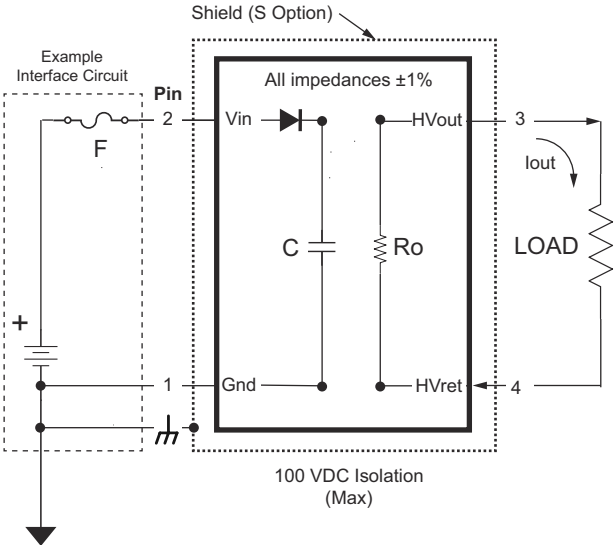 Shield (S Option)
Example
Interface Circuit
Pin
All impedances ±1%
F
2
Vin
HVout
3
Iout
C
Ro
LOAD
+
1
Gnd
HVret
4
100 VDC Isolation
(Max)